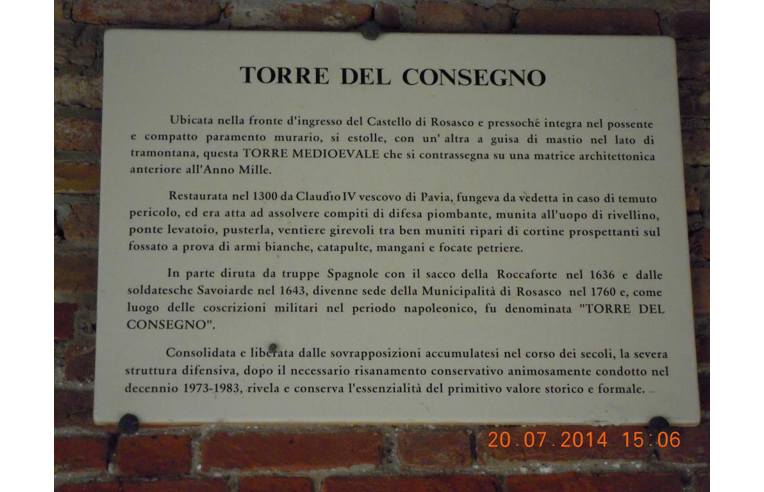 TORRE DEL CONSEGNO
Ubicata nella fronte d'ingresso del Castello di Rosasco e pressochè integra nel possente
e compatto paramento murario, si estolle, con un' altra a guisa di mastio nel lato di
tramontana, questa TORRE MEDIOEVALE che si contrassegna su una matrice architettonica
anteriore all'Anno Mille.
Restaurata nel 1300 da Claudio IV vescovo di Pavia, fungeva da vedetta in caso di temuto
pericolo, ed era atta ad assolvere compiti di difesa piombante, munita all'uopo di rivellino,
ponte levatoio, pusterla, ventiere girevoli tra ben muniti ripari di cortine prospettanti sul
fossato a prova di armi bianche, catapulte, mangani e focate petriere.
In parte diruta da truppe Spagnole con il sacco della Roccaforte nel 1636 e dalle
soldatesche Savoiarde nel 1643, divenne sede della Municipalità di Rosasco nel 1760 e, come
luogo delle coscrizioni militari nel periodo napoleonico, fu denominata "TORRE DEL
CONSEGNO".
Consolidata e liberata dalle sovrapposizioni accumulatesi nel corso dei secoli, la severa
struttura difensiva, dopo il necessario risanamento conservativo animosamente condotto nel
decennio 1973-1983, rivela e conserva l'essenzialità del primitivo valore storico e formale.
20.07.2014 15:06